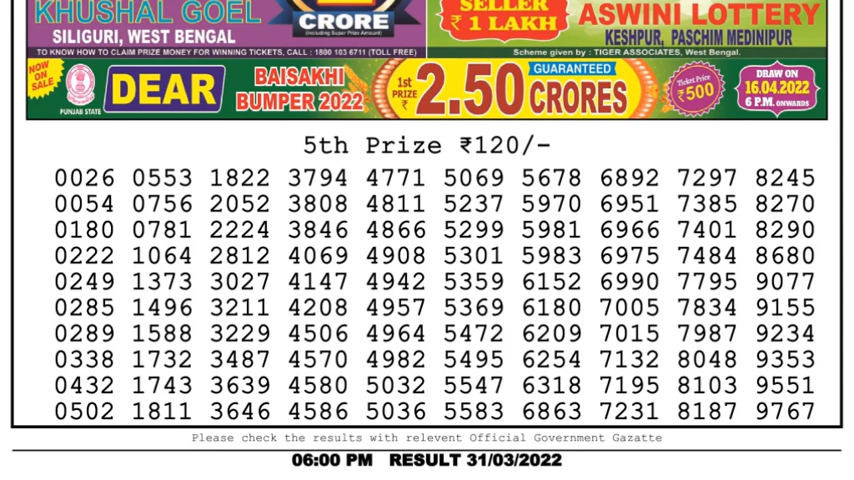 KHUSHAL GOEL
SILIGURI, WEST BENGAL
CRORE
(Including Super Prize Amount)
SELLER
₹ 1 LAKH
ASWINI LOTTERY
KESHPUR, PASCHIM MEDINIPUR
TO KNOW HOW TO CLAIM PRIZE MONEY FOR WINNING TICKETS, CALL : 1800 103 6711 (TOLL FREE)
Scheme given by : TIGER ASSOCIATES, West Bengal.
NOW ON SALE
PUNJAB STATE
DEAR
BAISAKHI
BUMPER 2022
1st PRIZE ₹
2.50 CRORES
GUARANTEED
Ticket Price
₹500
DRAW ON
16.04.2022
6 P.M. ONWARDS
5th Prize ₹120/-
0026 0553 1822 3794 4771 5069 5678 6892 7297 8245
0054 0756 2052 3808 4811 5237 5970 6951 7385 8270
0180 0781 2224 3846 4866 5299 5981 6966 7401 8290
0222 1064 2812 4069 4908 5301 5983 6975 7484 8680
0249 1373 3027 4147 4942 5359 6152 6990 7795 9077
0285 1496 3211 4208 4957 5369 6180 7005 7834 9155
0289 1588 3229 4506 4964 5472 6209 7015 7987 9234
0338 1732 3487 4570 4982 5495 6254 7132 8048 9353
0432 1743 3639 4580 5032 5547 6318 7195 8103 9551
0502 1811 3646 4586 5036 5583 6863 7231 8187 9767
Please check the results with relevent Official Government Gazatte
06:00 PM RESULT 31/03/2022